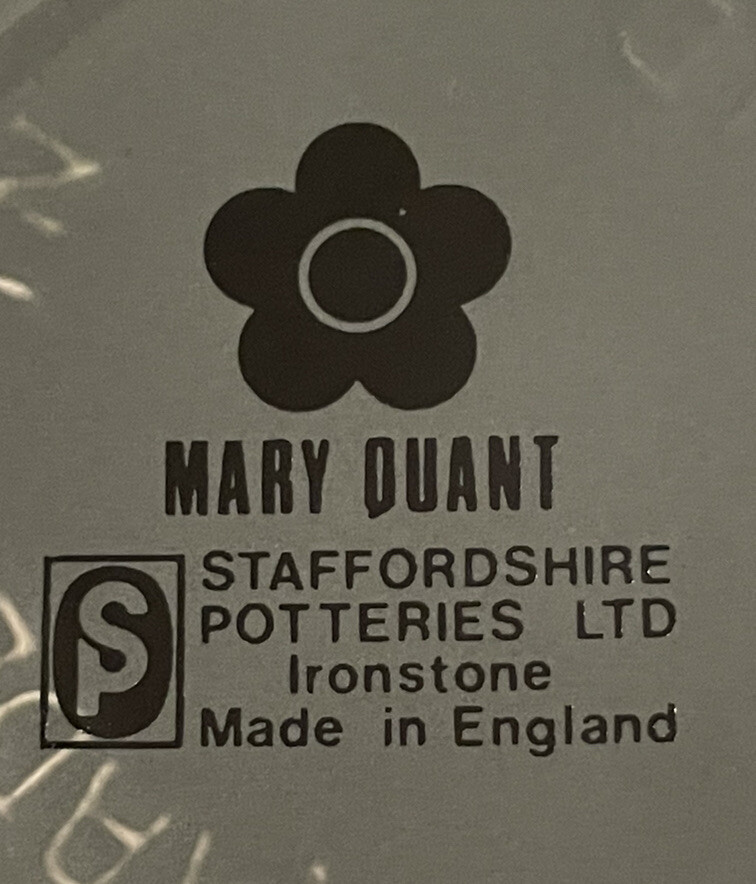 MARY QUANT
SP
STAFFORDSHIRE
POTTERIES LTD
Ironstone
Made in England